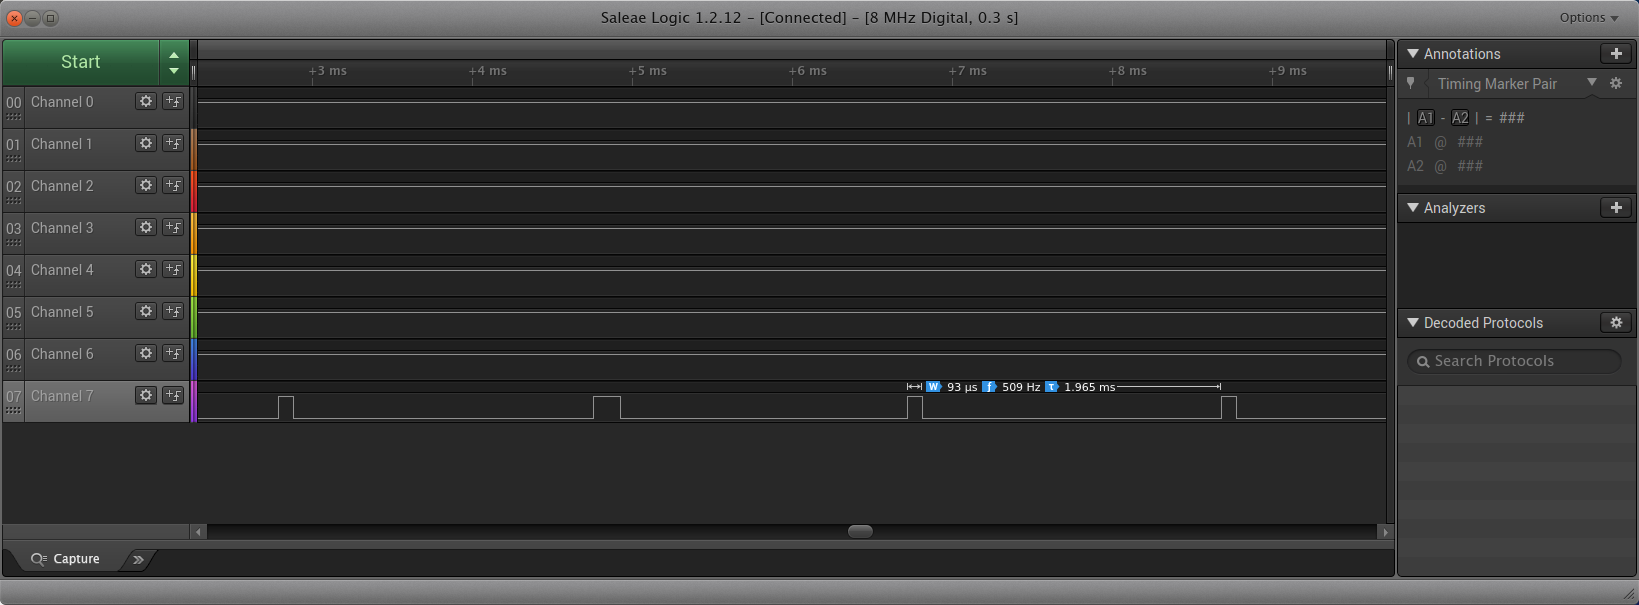 Saleae Logic 1.2.12 – [Connected] – [8 MHz Digital, 0.3 s]
Options
Start
+3 ms +4 ms +5 ms +6 ms +7 ms +8 ms +9 ms
00 Channel 0
01 Channel 1
02 Channel 2
03 Channel 3
04 Channel 4
05 Channel 5
06 Channel 6
07 Channel 7
W 93 µs f 509 Hz τ 1.965 ms
Capture
Annotations
Timing Marker Pair
| A1 - A2 | = ###
A1 @ ###
A2 @ ###
Analyzers
Decoded Protocols
Search Protocols